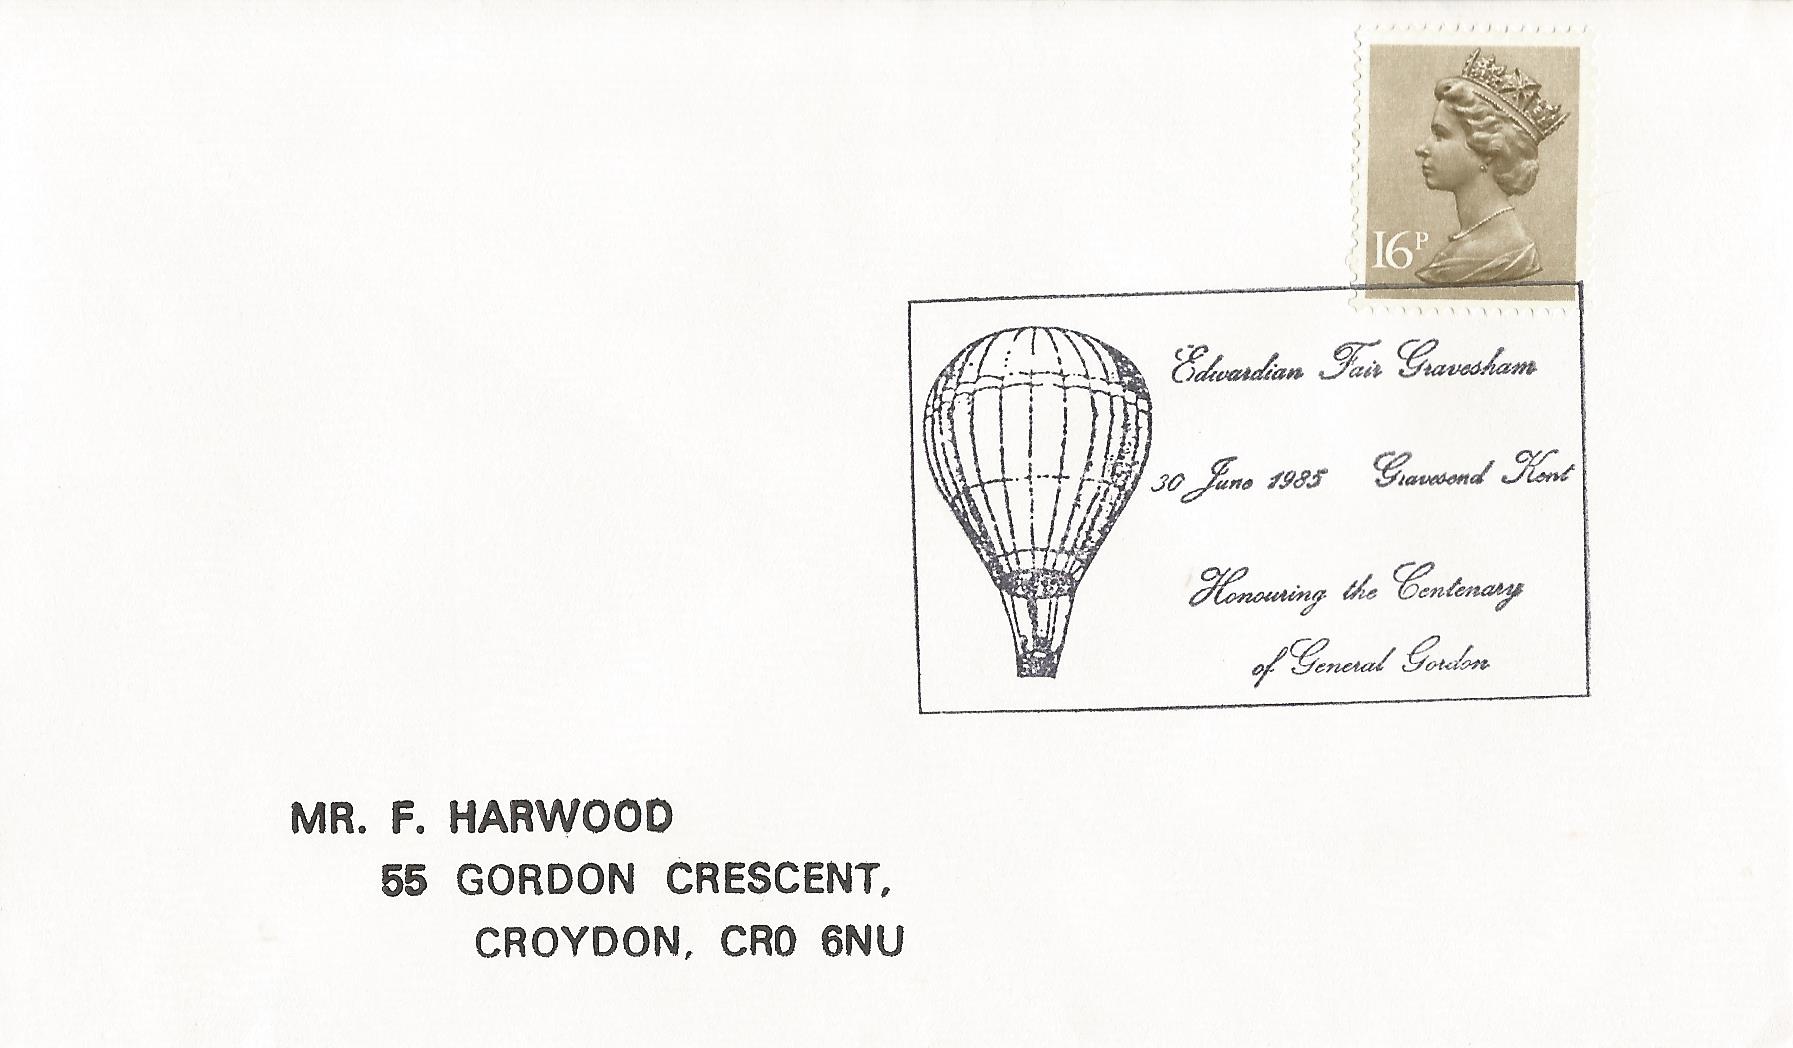 16P
Edwardian Fair Gravesham
30 June 1985 Gravesend Kent
Honouring the Centenary
of General Gordon
MR. F. HARWOOD
55 GORDON CRESCENT,
CROYDON, CR0 6NU